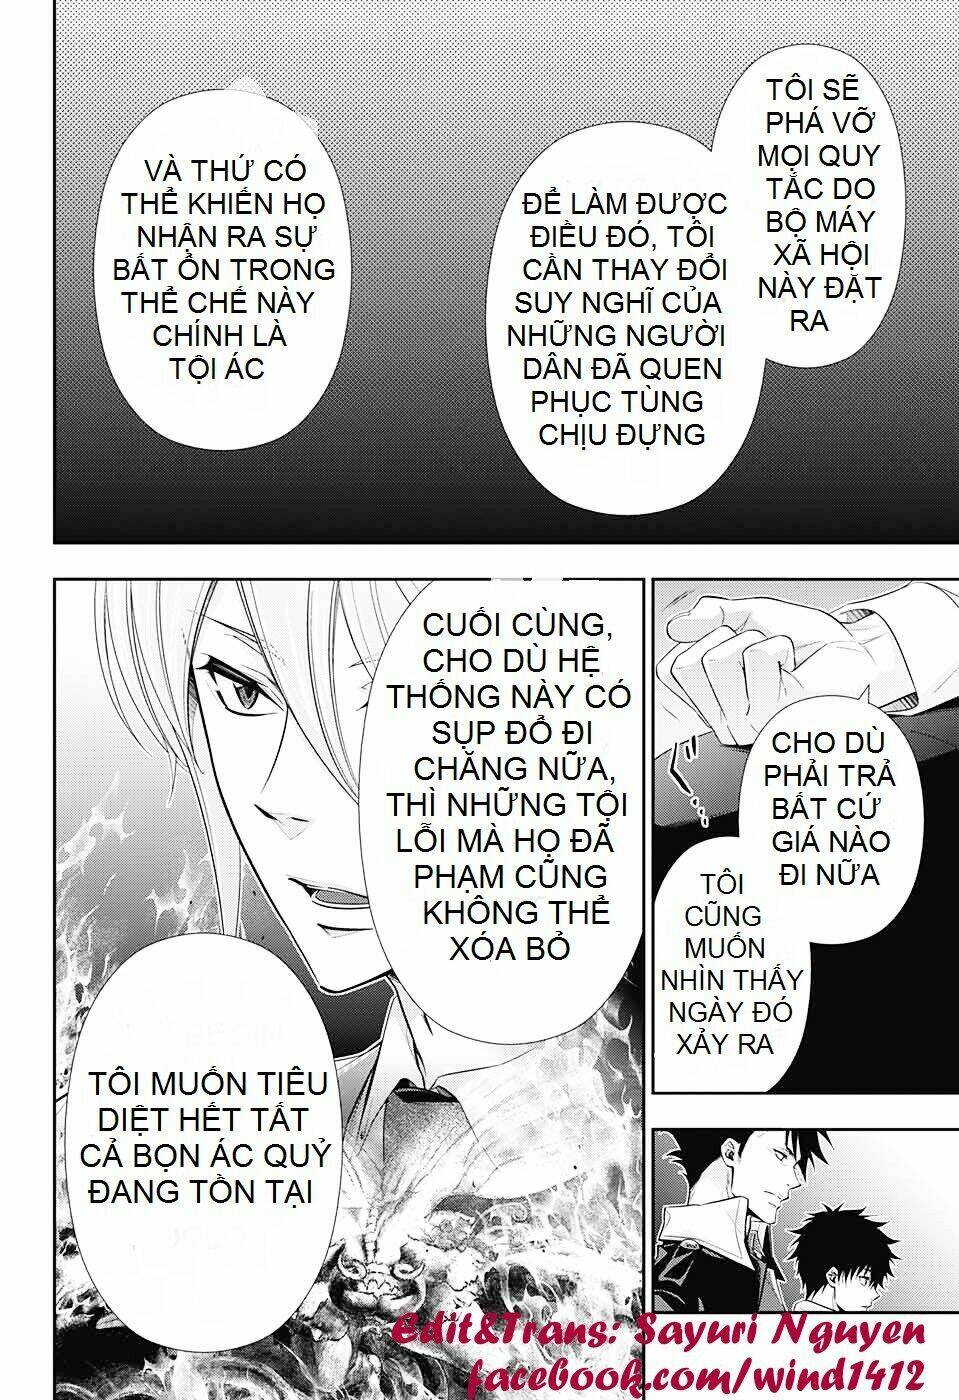 TÔI SẼ
PHÁ VỠ
MỌI QUY
TẮC DO
BỘ MÁY
XÃ HỘI
NÀY ĐẶT
RA
ĐỂ LÀM ĐƯỢC
ĐIỀU ĐÓ, TÔI
CẦN THAY ĐỔI
SUY NGHĨ CỦA
NHỮNG NGƯỜI
DÂN ĐÃ QUEN
PHỤC TÙNG
CHỊU ĐỰNG
VÀ THỨ CÓ
THỂ KHIẾN HỌ
NHẬN RA SỰ
BẤT ỔN TRONG
THỂ CHẾ NÀY
CHÍNH LÀ
TỘI ÁC
CHO DÙ
PHẢI TRẢ
BẤT CỨ
GIÁ NÀO
ĐI NỮA
TÔI
CŨNG
MUỐN
NHÌN THẤY
NGÀY ĐÓ
XẢY RA
CUỐI CÙNG,
CHO DÙ HỆ
THỐNG NÀY CÓ
SỤP ĐỔ ĐI
CHĂNG NỮA,
THÌ NHỮNG TỘI
LỖI MÀ HỌ ĐÃ
PHẠM CŨNG
KHÔNG THỂ
XÓA BỎ
TÔI MUỐN TIÊU
DIỆT HẾT TẤT
CẢ BỌN ÁC QUỶ
ĐANG TỒN TẠI
Edit&Trans: Sayuri Nguyen
facebook.com/wind1412